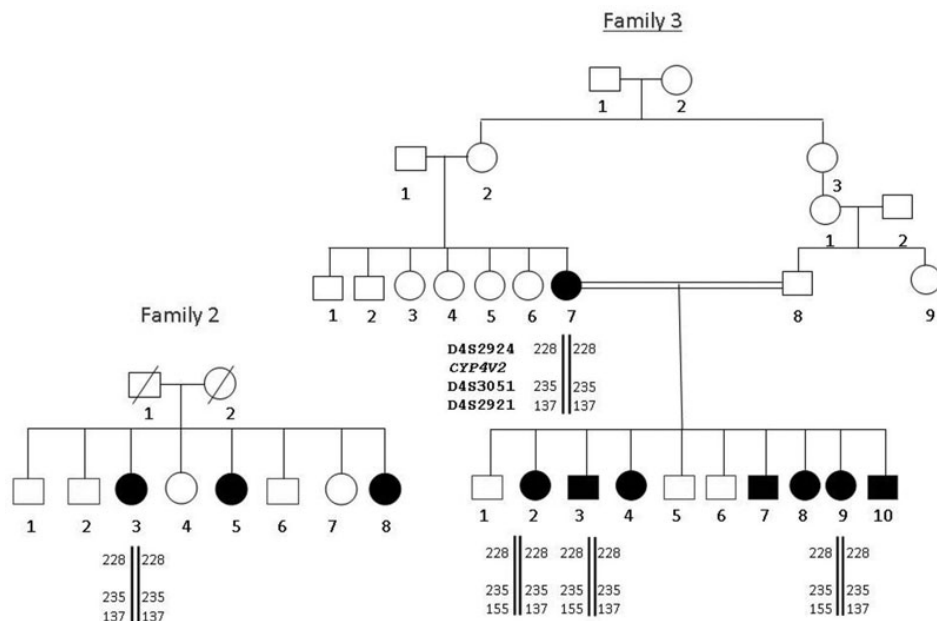 Family 3
1 2
1 2
3
1 2
1 2 3 4 5 6 7 8 9
Family 2
D4S2924 228 228
CYP4V2
D4S3051 235 235
D4S2921 137 137
1 2
1 2 3 4 5 6 7 8
1 2 3 4 5 6 7 8 9 10
228 228
235 235
137 137
228 228 228 228 228 228
235 235 235 235 235 235
155 137 155 137 155 137